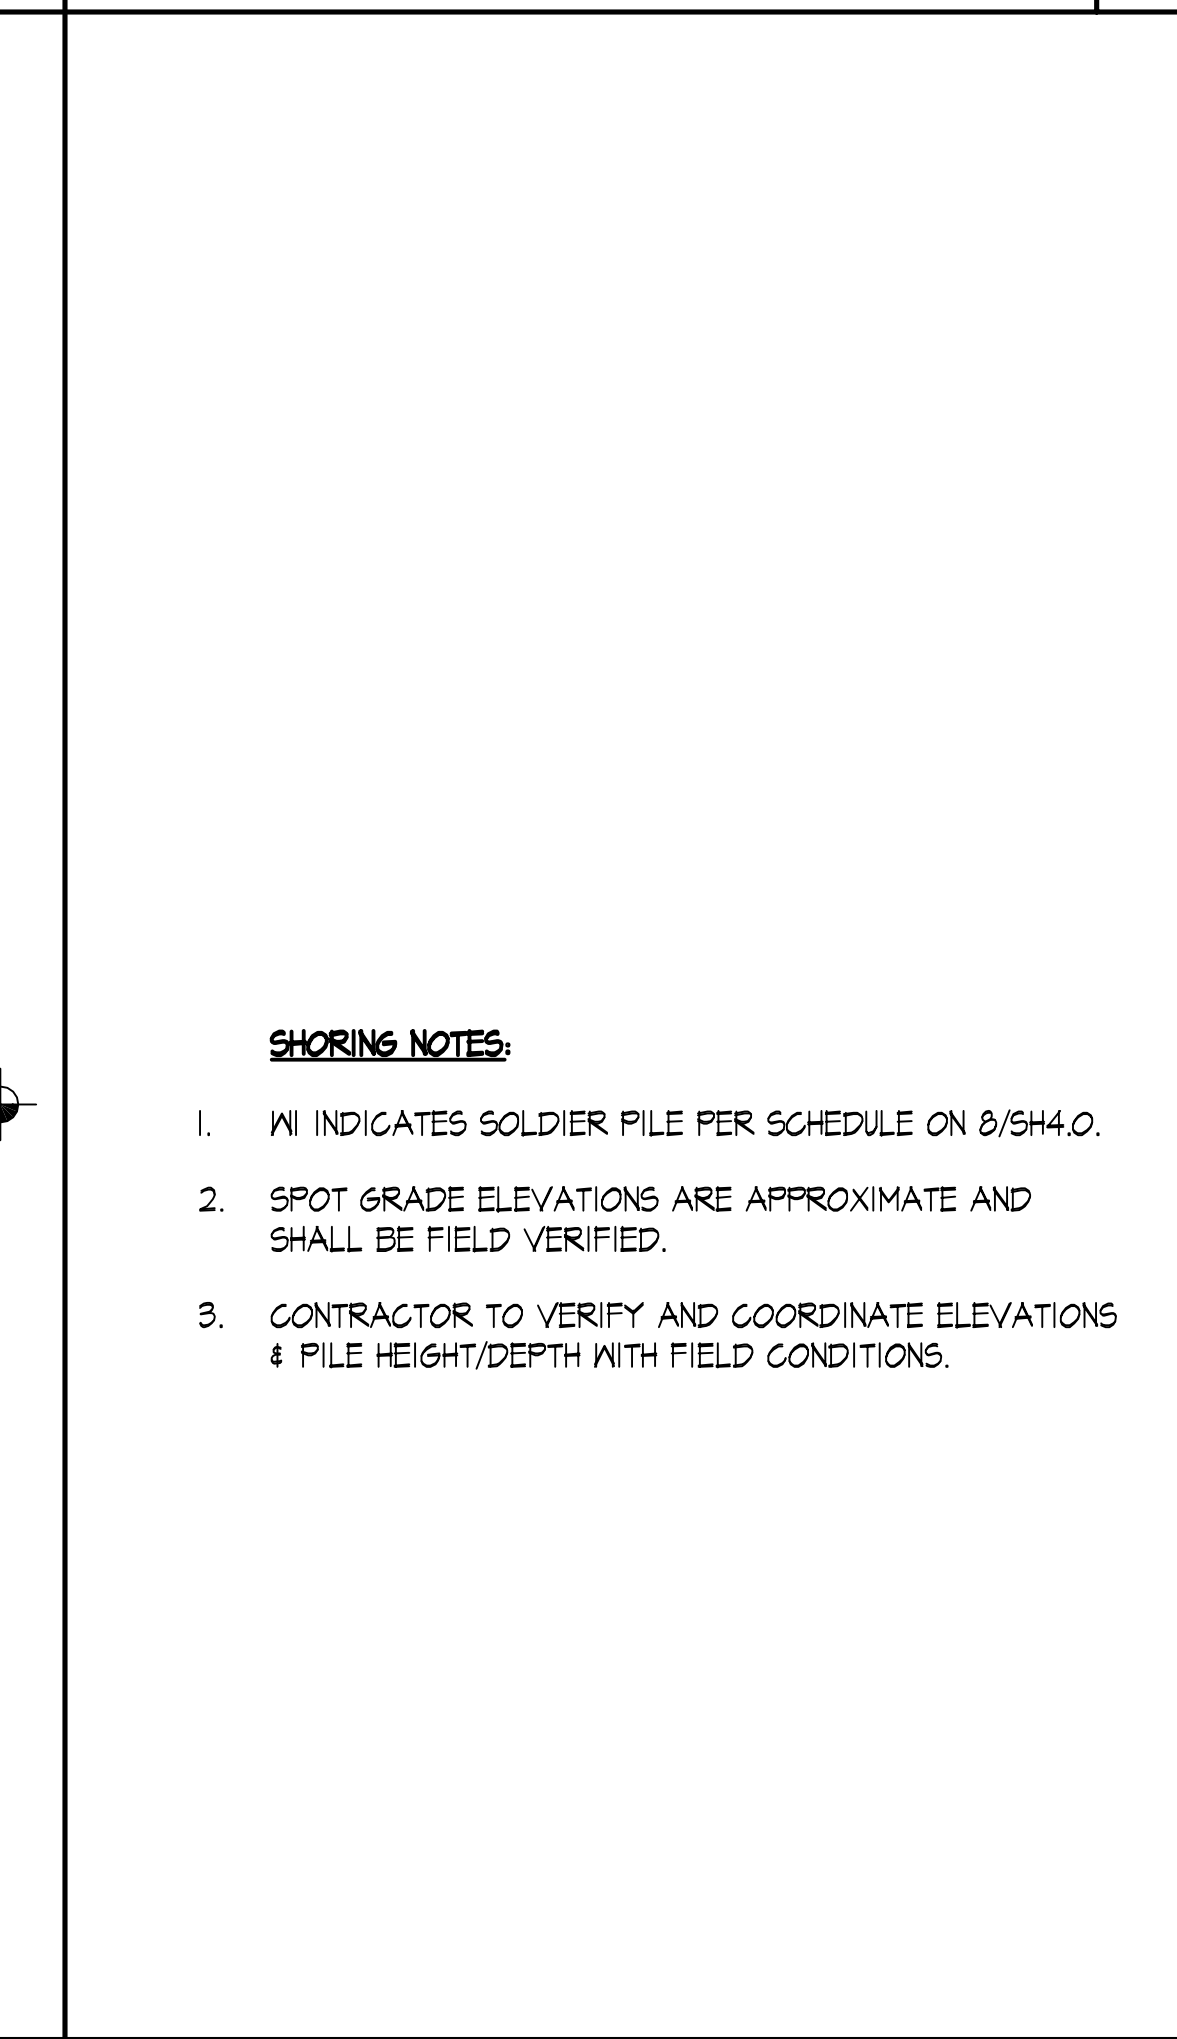 SHORING NOTES:
1. W1 INDICATES SOLDIER PILE PER SCHEDULE ON 8/SH4.0.
2. SPOT GRADE ELEVATIONS ARE APPROXIMATE AND
SHALL BE FIELD VERIFIED.
3. CONTRACTOR TO VERIFY AND COORDINATE ELEVATIONS
& PILE HEIGHT/DEPTH WITH FIELD CONDITIONS.